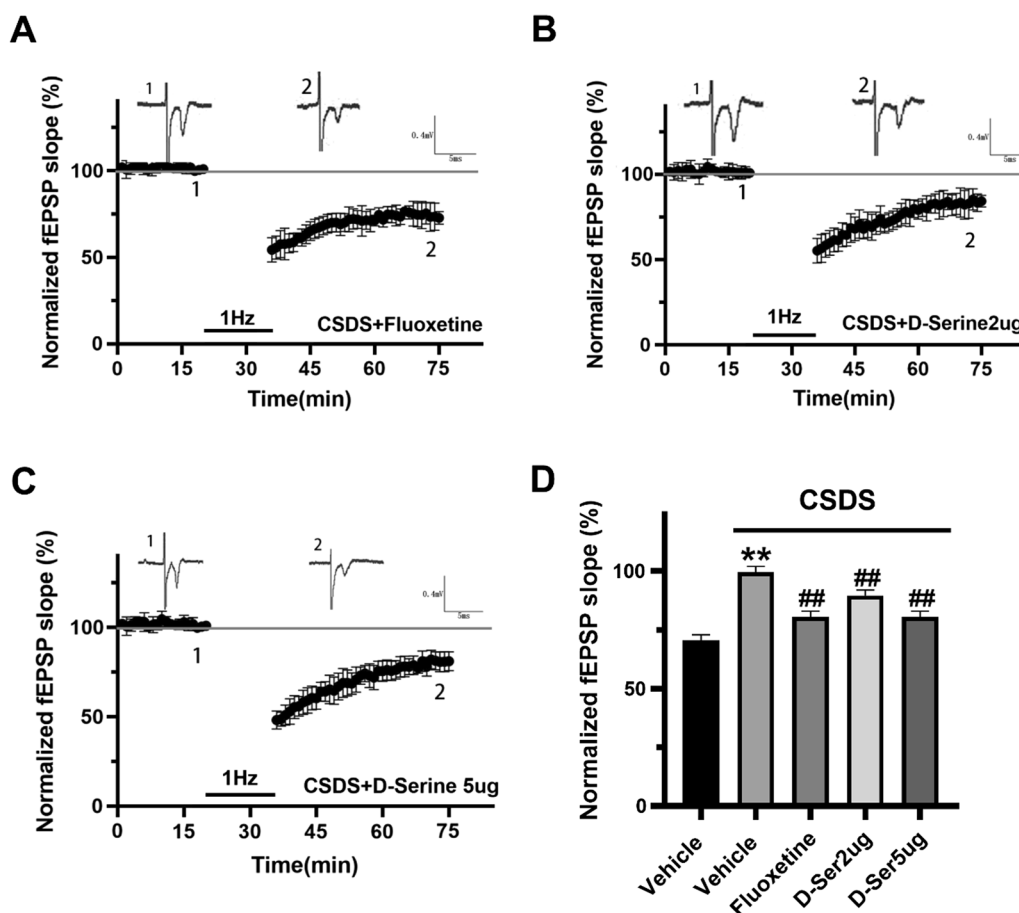 A
Normalized fEPSP slope (%)
100
50
0
1
2
0.4mV
5ms
1
2
1Hz
CSDS+Fluoxetine
0 15 30 45 60 75
Time(min)
B
Normalized fEPSP slope (%)
100
50
0
1
2
0.4mV
5ms
1
2
1Hz
CSDS+D-Serine2ug
0 15 30 45 60 75
Time(min)
C
Normalized fEPSP slope (%)
100
50
0
1
2
0.4mV
5ms
1
2
1Hz
CSDS+D-Serine 5ug
0 15 30 45 60 75
Time(min)
D
Normalized fEPSP slope (%)
100
50
0
CSDS
**
##
##
##
Vehicle
Vehicle
Fluoxetine
D-Ser2ug
D-Ser5ug